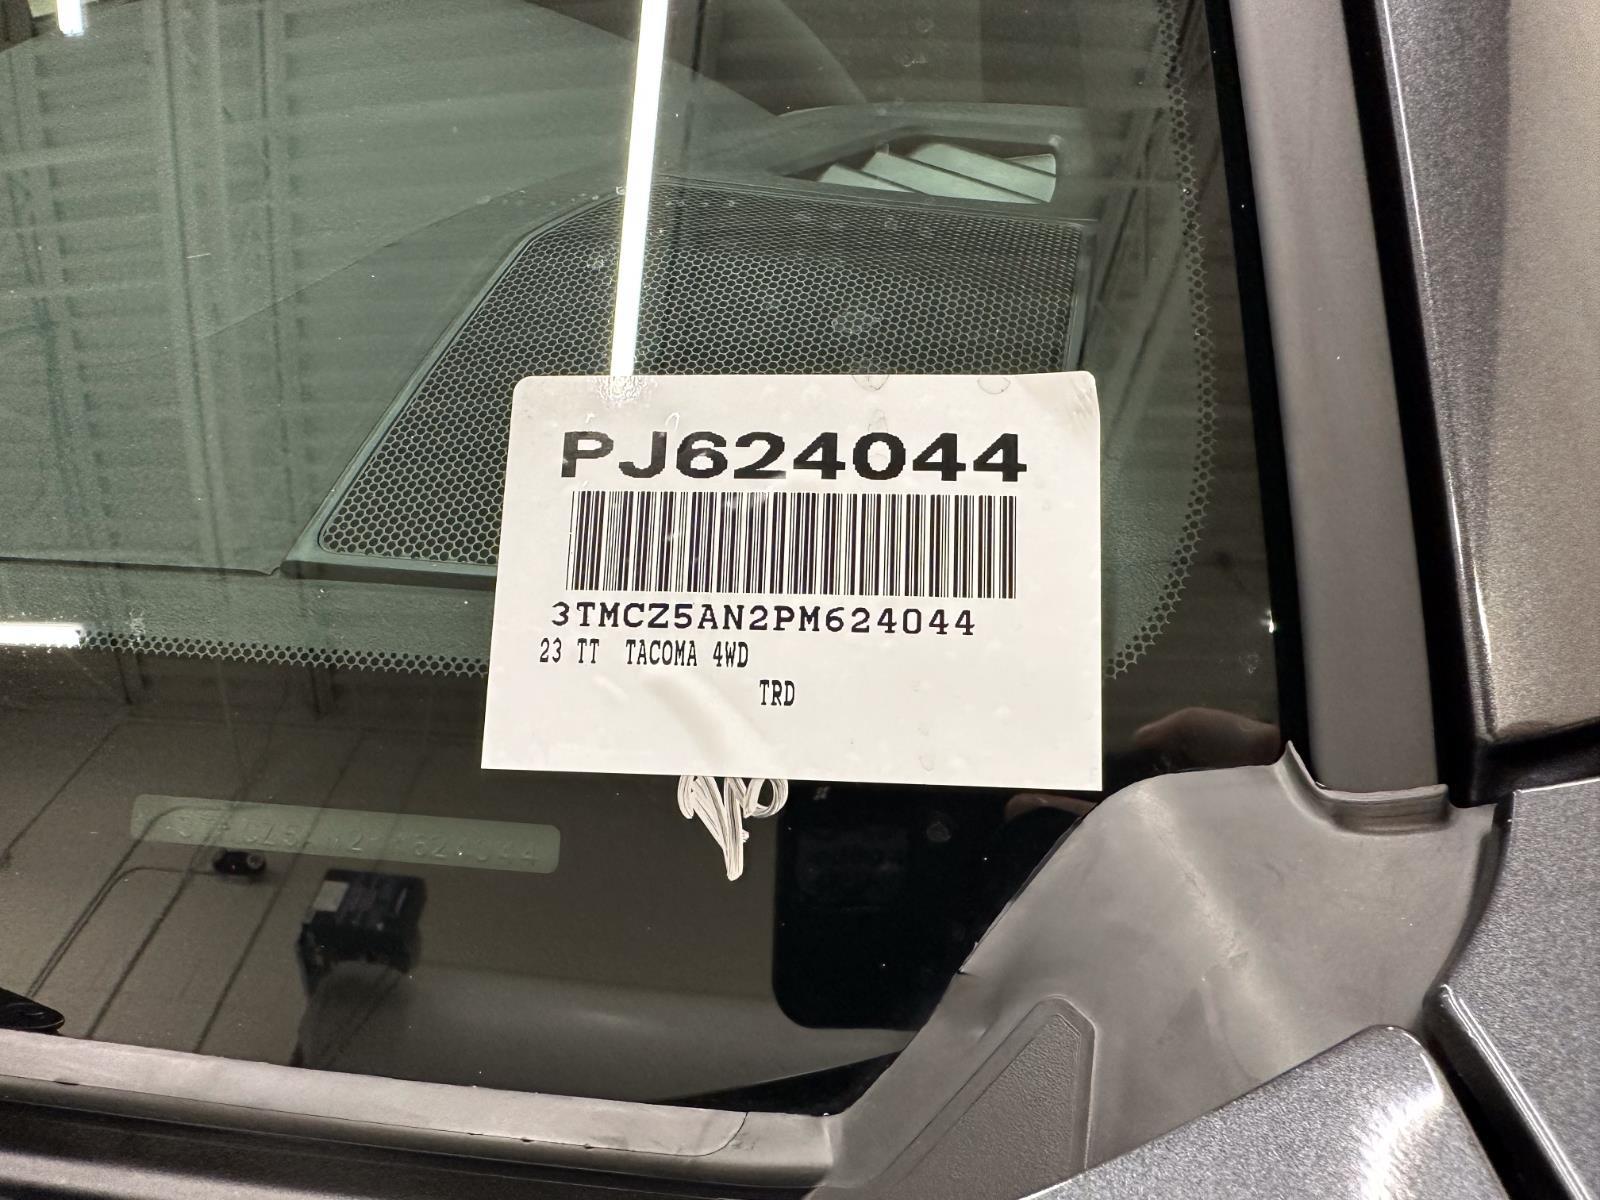 PJ624044
3TMCZ5AN2PM624044
23 TT TACOMA 4WD
TRD